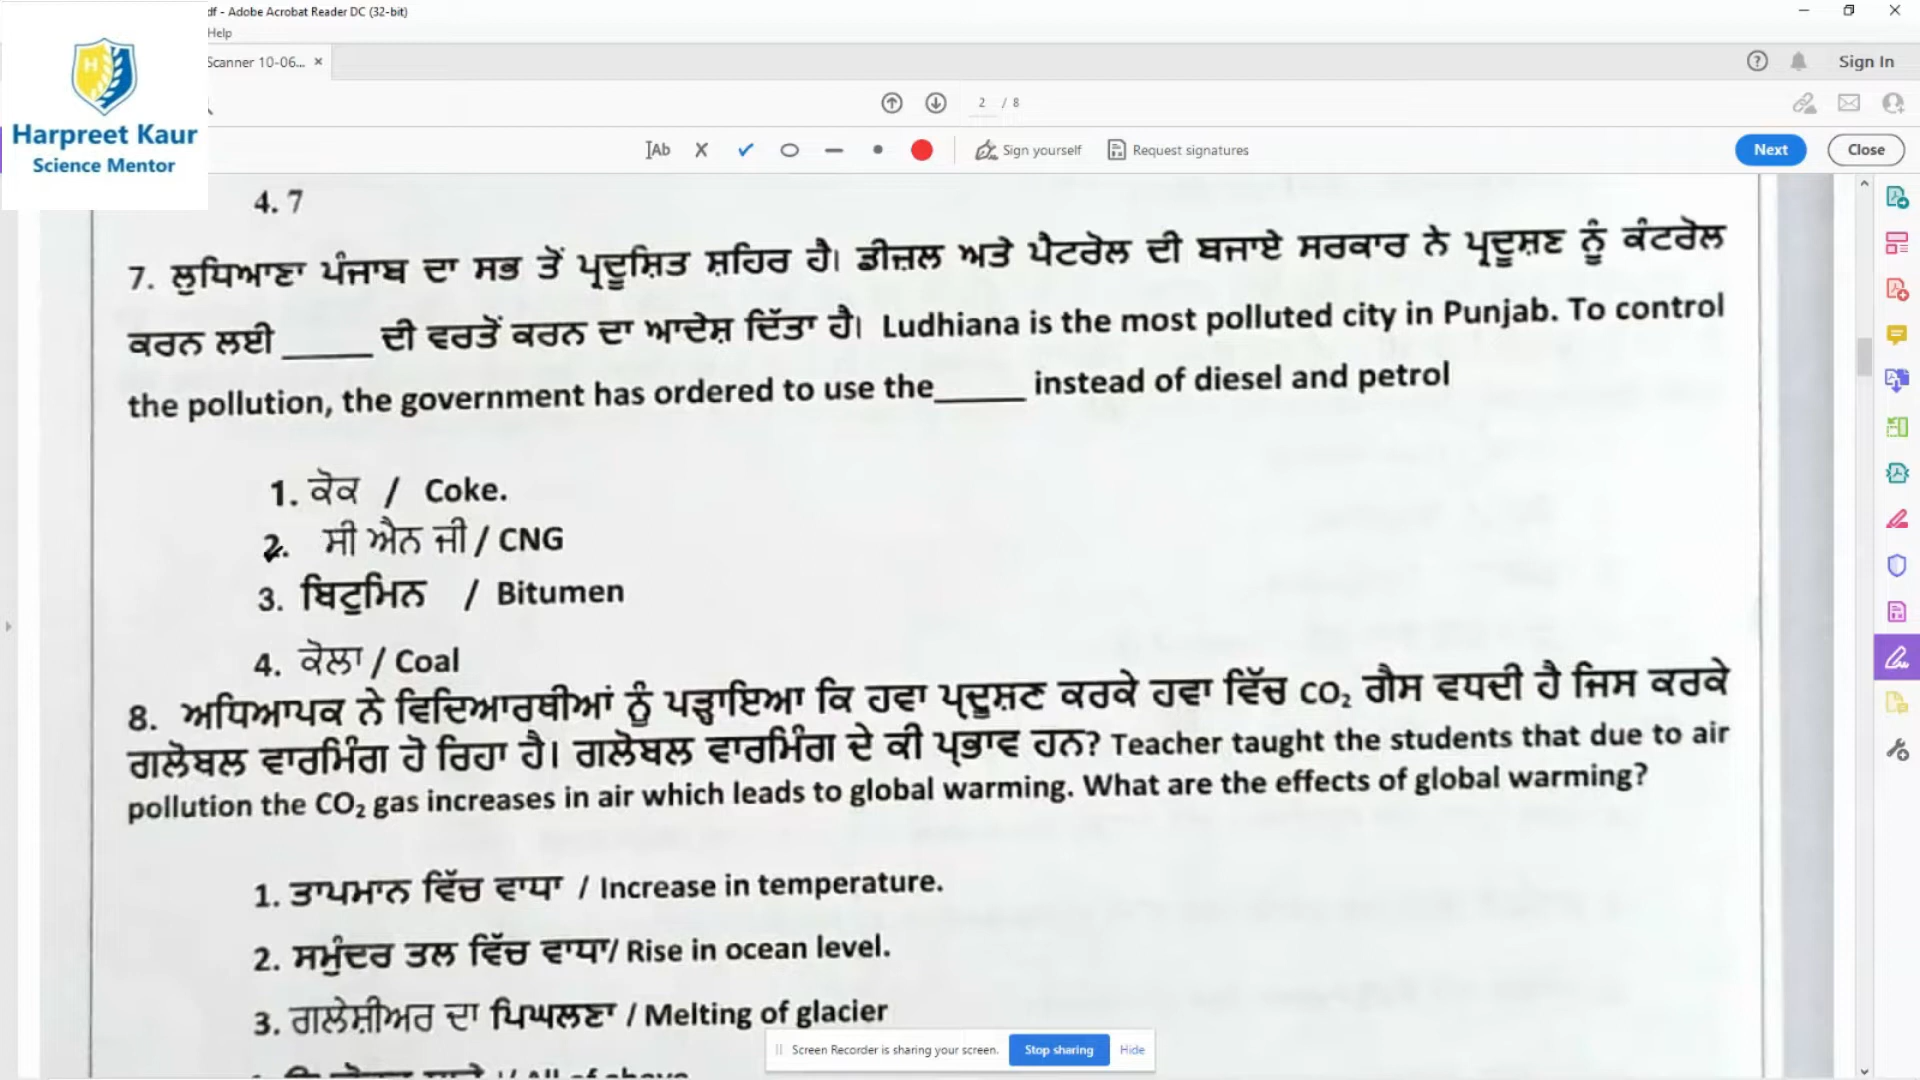 df - Adobe Acrobat Reader DC (32-bit)
Help
Scanner 10-06...
Sign In
2 / 8
Sign yourself
Request signatures
Next
Close
Harpreet Kaur
Science Mentor
4. 7
7. ਲੁਧਿਆਣਾ ਪੰਜਾਬ ਦਾ ਸਭ ਤੋਂ ਪ੍ਰਦੂਸ਼ਿਤ ਸ਼ਹਿਰ ਹੈ। ਡੀਜ਼ਲ ਅਤੇ ਪੈਟਰੋਲ ਦੀ ਬਜਾਏ ਸਰਕਾਰ ਨੇ ਪ੍ਰਦੂਸ਼ਣ ਨੂੰ ਕੰਟਰੋਲ
ਕਰਨ ਲਈ _____ ਦੀ ਵਰਤੋਂ ਕਰਨ ਦਾ ਆਦੇਸ਼ ਦਿੱਤਾ ਹੈ। Ludhiana is the most polluted city in Punjab. To control
the pollution, the government has ordered to use the_____ instead of diesel and petrol
1. ਕੋਕ / Coke.
2. ਸੀ ਐਨ ਜੀ / CNG
3. ਬਿਟੁਮਿਨ / Bitumen
4. ਕੋਲਾ / Coal
8. ਅਧਿਆਪਕ ਨੇ ਵਿਦਿਆਰਥੀਆਂ ਨੂੰ ਪੜ੍ਹਾਇਆ ਕਿ ਹਵਾ ਪ੍ਰਦੂਸ਼ਣ ਕਰਕੇ ਹਵਾ ਵਿੱਚ CO₂ ਗੈਸ ਵਧਦੀ ਹੈ ਜਿਸ ਕਰਕੇ
ਗਲੋਬਲ ਵਾਰਮਿੰਗ ਹੋ ਰਿਹਾ ਹੈ। ਗਲੋਬਲ ਵਾਰਮਿੰਗ ਦੇ ਕੀ ਪ੍ਰਭਾਵ ਹਨ? Teacher taught the students that due to air
pollution the CO₂ gas increases in air which leads to global warming. What are the effects of global warming?
1. ਤਾਪਮਾਨ ਵਿੱਚ ਵਾਧਾ / Increase in temperature.
2. ਸਮੁੰਦਰ ਤਲ ਵਿੱਚ ਵਾਧਾ/ Rise in ocean level.
3. ਗਲੇਸ਼ੀਅਰ ਦਾ ਪਿਘਲਣਾ / Melting of glacier
Screen Recorder is sharing your screen. Stop sharing Hide
All of above